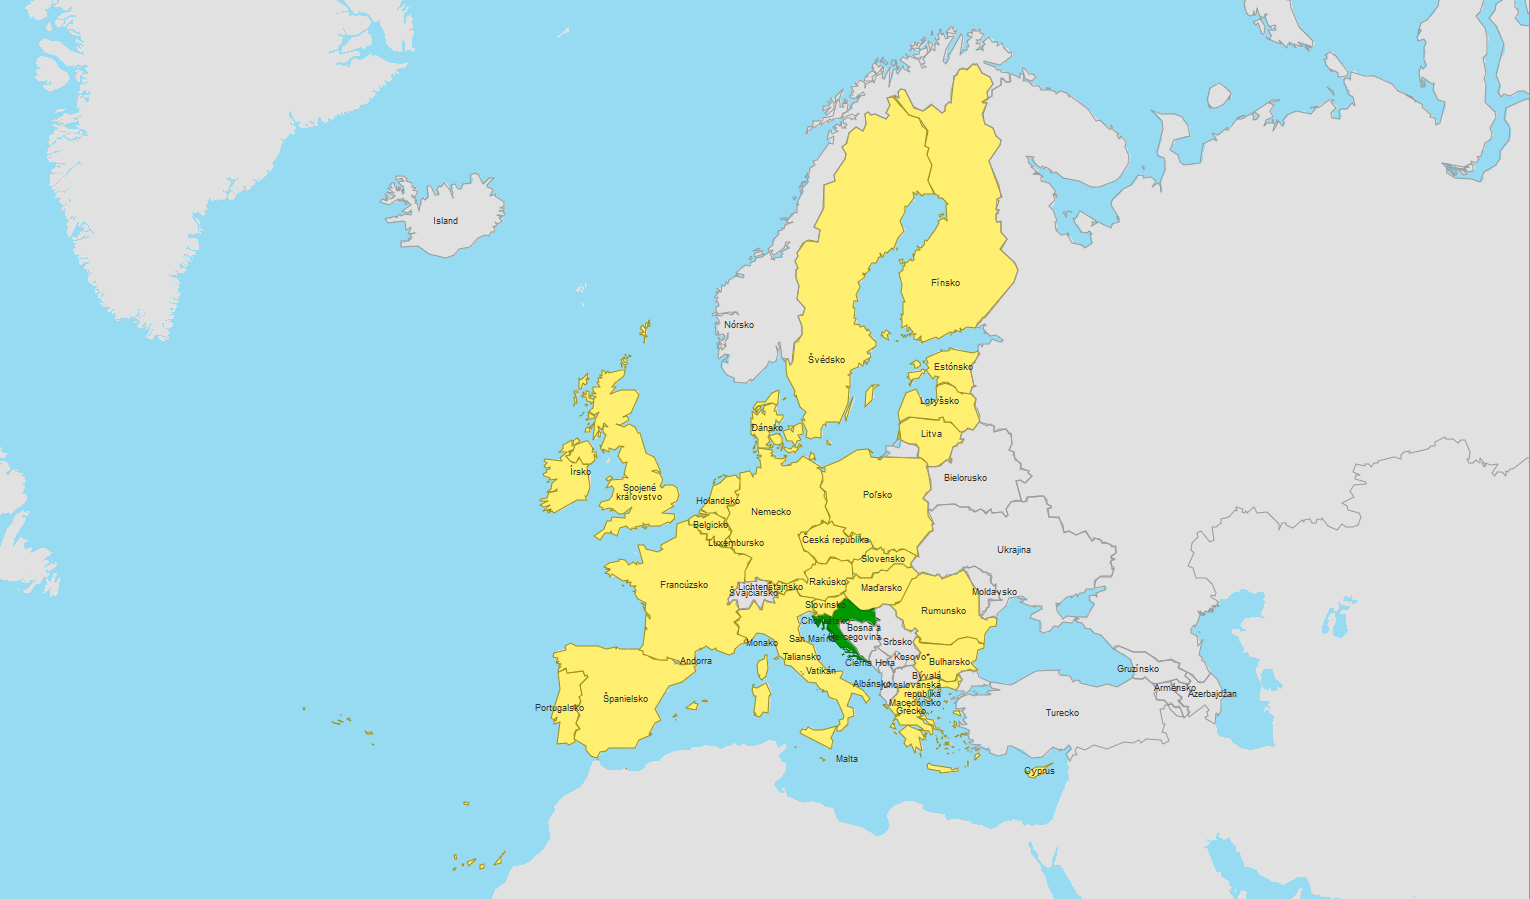 Island
Fínsko
Nórsko
Švédsko
Estónsko
Lotyšsko
Dánsko
Litva
Írsko
Bielorusko
Spojené
kráľovstvo
Holandsko
Poľsko
Nemecko
Belgicko
Česká republika
Luxembursko
Ukrajina
Slovensko
Francúzsko
Rakúsko
Lichtenštajnsko
Maďarsko
Švajčiarsko
Moldavsko
Slovinsko
Rumunsko
Chorvátsko
Bosna a
Hercegovina
San Maríno
Monako
Srbsko
Taliansko
Kosovo*
Andorra
Čierna Hora
Bulharsko
Vatikán
Gruzínsko
Bývalá
juhoslovanská
republika
Macedónsko
Albánsko
Arménsko
Azerbajdžan
Španielsko
Portugalsko
Grécko
Turecko
Malta
Cyprus